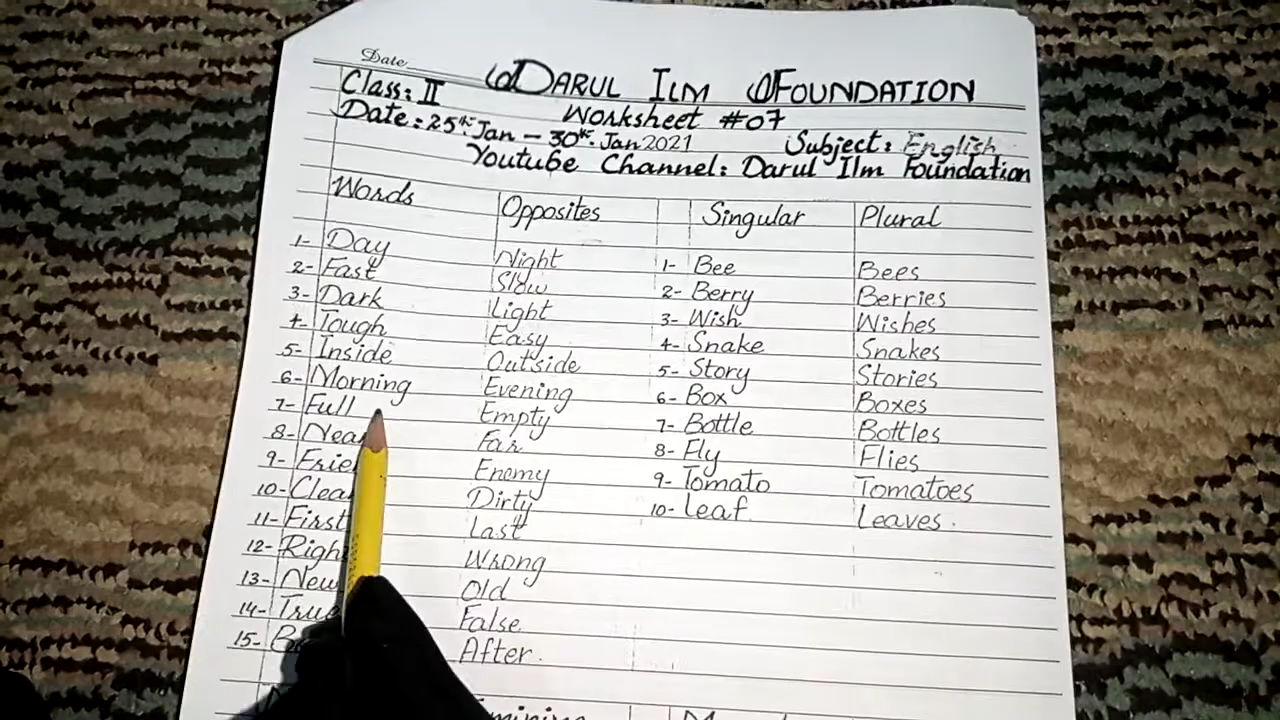 Date
DARUL ILM FOUNDATION
Class: II
Worksheet #07
Date: 25th Jan - 30th Jan 2021 Subject: English
Youtube Channel: Darul Ilm Foundation
Words Opposites Singular Plural
1- Day Night 1- Bee Bees
2- Fast Slow 2- Berry Berries
3- Dark Light 3- Wish Wishes
4- Tough Easy 4- Snake Snakes
5- Inside Outside 5- Story Stories
6- Morning Evening 6- Box Boxes
7- Full Empty 7- Bottle Bottles
8- Near Far 8- Fly Flies
9- Enemy 9- Tomato Tomatoes
10- Dirty 10- Leaf Leaves.
11- First Last
12- Wrong
13- New Old
14- True False
15- After.